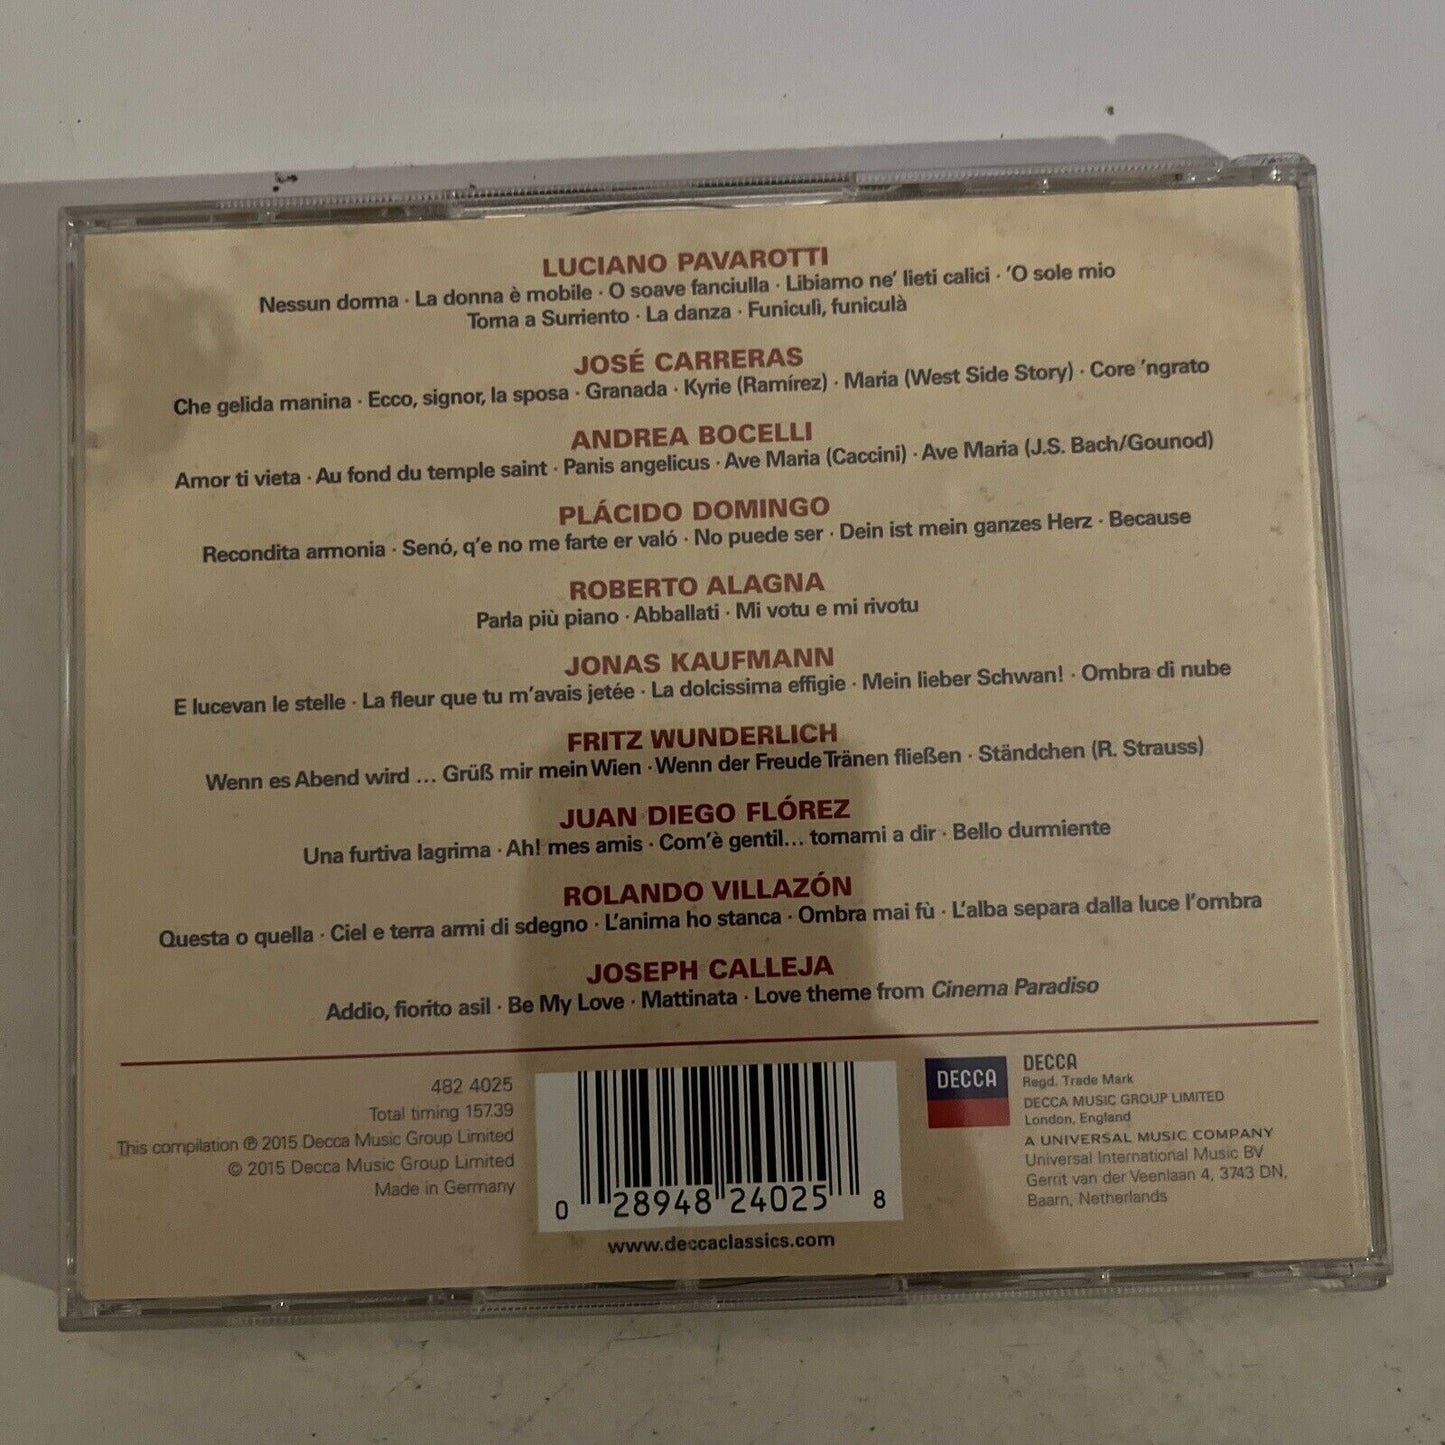 LUCIANO PAVAROTTI
Nessun dorma · La donna è mobile · O soave fanciulla · Libiamo ne’ lieti calici · ’O sole mio
Torna a Surriento · La danza · Funiculì, funiculà
JOSÉ CARRERAS
Che gelida manina · Ecco, signor, la sposa · Granada · Kyrie (Ramírez) · Maria (West Side Story) · Core ’ngrato
ANDREA BOCELLI
Amor ti vieta · Au fond du temple saint · Panis angelicus · Ave Maria (Caccini) · Ave Maria (J.S. Bach/Gounod)
PLÁCIDO DOMINGO
Recondita armonia · Senó, q’e no me farte er való · No puede ser · Dein ist mein ganzes Herz · Because
ROBERTO ALAGNA
Parla più piano · Abballati · Mi votu e mi rivotu
JONAS KAUFMANN
E lucevan le stelle · La fleur que tu m’avais jetée · La dolcissima effigie · Mein lieber Schwan! · Ombra di nube
FRITZ WUNDERLICH
Wenn es Abend wird ... Grüß mir mein Wien · Wenn der Freude Tränen fließen · Ständchen (R. Strauss)
JUAN DIEGO FLÓREZ
Una furtiva lagrima · Ah! mes amis · Com’è gentil... tornami a dir · Bello durmiente
ROLANDO VILLAZÓN
Questa o quella · Ciel e terra armi di sdegno · L’anima ho stanca · Ombra mai fù · L’alba separa dalla luce l’ombra
JOSEPH CALLEJA
Addio, fiorito asil · Be My Love · Mattinata · Love theme from Cinema Paradiso
482 4025
Total timing 157.39
This compilation ℗ 2015 Decca Music Group Limited
© 2015 Decca Music Group Limited
Made in Germany
0 28948 24025 8
www.deccaclassics.com
DECCA
DECCA
Regd. Trade Mark
DECCA MUSIC GROUP LIMITED
London, England
A UNIVERSAL MUSIC COMPANY
Universal International Music BV
Gerrit van der Veenlaan 4, 3743 DN,
Baarn, Netherlands